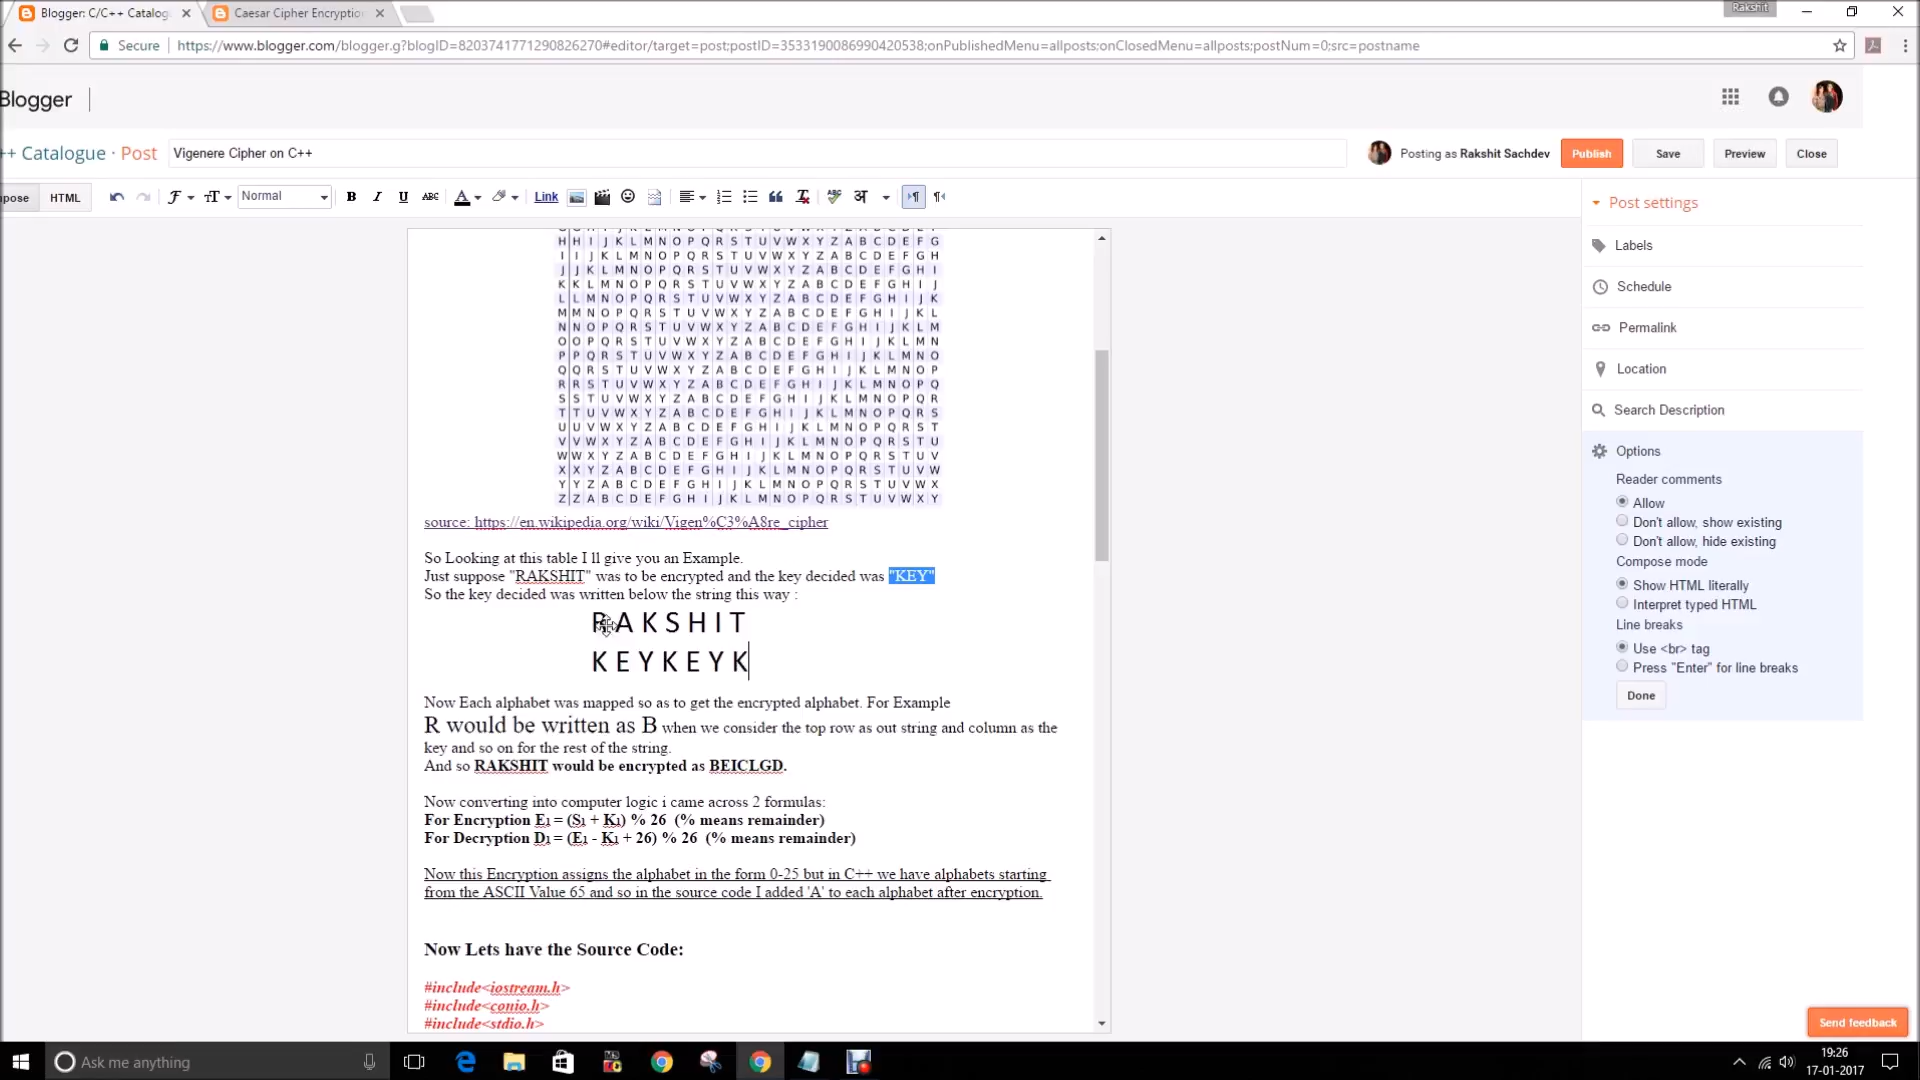 Blogger: C/C++ Catalog
Caesar Cipher Encryptio
Rakshit
Secure
https://www.blogger.com/blogger.g?blogID=8203741771290826270#editor/target=post;postID=3533190086990420538;onPublishedMenu=allposts;onClosedMenu=allposts;postNum=0;src=postname
Blogger
++ Catalogue · Post
Vigenere Cipher on C++
Posting as Rakshit Sachdev
Publish
Save
Preview
Close
pose
HTML
Normal
B I U ABC A
Link
अ
H H I J K L M N O P Q R S T U V W X Y Z A B C D E F G
I I J K L M N O P Q R S T U V W X Y Z A B C D E F G H
J J K L M N O P Q R S T U V W X Y Z A B C D E F G H I
K K L M N O P Q R S T U V W X Y Z A B C D E F G H I J
L L M N O P Q R S T U V W X Y Z A B C D E F G H I J K
M M N O P Q R S T U V W X Y Z A B C D E F G H I J K L
N N O P Q R S T U V W X Y Z A B C D E F G H I J K L M
O O P Q R S T U V W X Y Z A B C D E F G H I J K L M N
P P Q R S T U V W X Y Z A B C D E F G H I J K L M N O
Q Q R S T U V W X Y Z A B C D E F G H I J K L M N O P
R R S T U V W X Y Z A B C D E F G H I J K L M N O P Q
S S T U V W X Y Z A B C D E F G H I J K L M N O P Q R
T T U V W X Y Z A B C D E F G H I J K L M N O P Q R S
U U V W X Y Z A B C D E F G H I J K L M N O P Q R S T
V V W X Y Z A B C D E F G H I J K L M N O P Q R S T U
W W X Y Z A B C D E F G H I J K L M N O P Q R S T U V
X X Y Z A B C D E F G H I J K L M N O P Q R S T U V W
Y Y Z A B C D E F G H I J K L M N O P Q R S T U V W X
Z Z A B C D E F G H I J K L M N O P Q R S T U V W X Y
source: https://en.wikipedia.org/wiki/Vigen%C3%A8re_cipher
So Looking at this table I ll give you an Example.
Just suppose "RAKSHIT" was to be encrypted and the key decided was "KEY"
So the key decided was written below the string this way :
R A K S H I T
K E Y K E Y K
Now Each alphabet was mapped so as to get the encrypted alphabet. For Example
R would be written as B when we consider the top row as out string and column as the
key and so on for the rest of the string.
And so RAKSHIT would be encrypted as BEICLGD.
Now converting into computer logic i came across 2 formulas:
For Encryption E1 = (S1 + K1) % 26 (% means remainder)
For Decryption D1 = (E1 - K1 + 26) % 26 (% means remainder)
Now this Encryption assigns the alphabet in the form 0-25 but in C++ we have alphabets starting
from the ASCII Value 65 and so in the source code I added 'A' to each alphabet after encryption.
Now Lets have the Source Code:
#include<iostream.h>
#include<conio.h>
#include<stdio.h>
Post settings
Labels
Schedule
Permalink
Location
Search Description
Options
Reader comments
Allow
Don't allow, show existing
Don't allow, hide existing
Compose mode
Show HTML literally
Interpret typed HTML
Line breaks
Use <br> tag
Press "Enter" for line breaks
Done
Send feedback
Ask me anything
19:26
17-01-2017